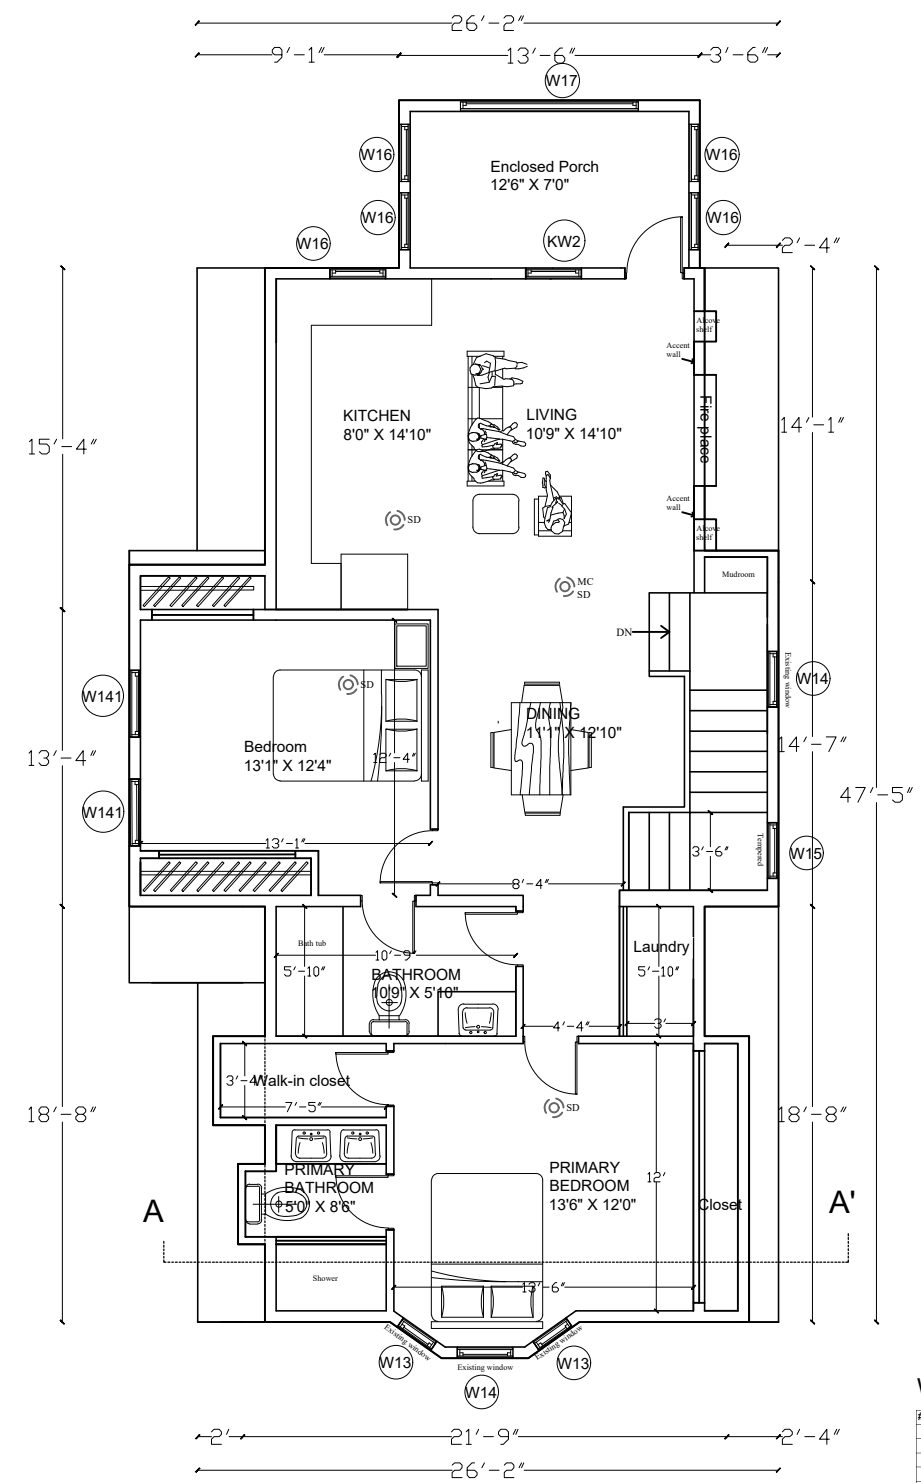 26'-2"
9'-1"
13'-6"
3'-6"
W17
W16
Enclosed Porch
12'6" X 7'0"
W16
W16
W16
W16
KW2
2'-4"
Alcove
shelf
Accent
wall
KITCHEN
8'0" X 14'10"
LIVING
10'9" X 14'10"
Fire place
14'-1"
15'-4"
Accent
wall
SD
Alcove
shelf
MC
SD
Mudroom
DN
Existing window
W14
SD
W141
DINING
11'1" X 12'10"
14'-7"
Bedroom
13'1" X 12'4"
12'-4"
13'-4"
47'-5"
W141
13'-1"
3'-6"
Tempered
W15
8'-4"
Bath tub
10'-9
Laundry
5'-10"
BATHROOM
10'9" X 5'10"
5'-10"
4'-4"
3'
3'-4"
Walk-in closet
7'-5"
SD
18'-8"
18'-8"
PRIMARY
BATHROOM
5'0" X 8'6"
PRIMARY
BEDROOM
13'6" X 12'0"
12'
Closet
A
A'
Shower
13'-6"
Existing window
Existing window
Existing window
W13
W13
W14
2'
21'-9"
2'-4"
26'-2"